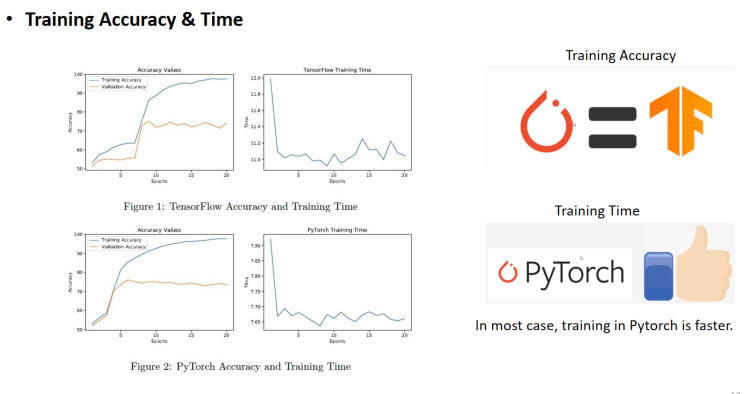 • Training Accuracy & Time
Accuracy Values
Training Accuracy
Validation Accuracy
100
90
80
70
60
50
Accuracy
5
10
15
20
Epochs
TensorFlow Training Time
12.0
11.8
11.6
11.4
11.2
11.0
Time
5
10
15
20
Epochs
Figure 1: TensorFlow Accuracy and Training Time
Accuracy Values
Training Accuracy
Validation Accuracy
100
90
80
70
60
50
Accuracy
5
10
15
20
Epochs
PyTorch Training Time
7.90
7.85
7.80
7.75
7.70
7.65
Time
5
10
15
20
Epochs
Figure 2: PyTorch Accuracy and Training Time
Training Accuracy
Training Time
PyTorch
In most case, training in Pytorch is faster.